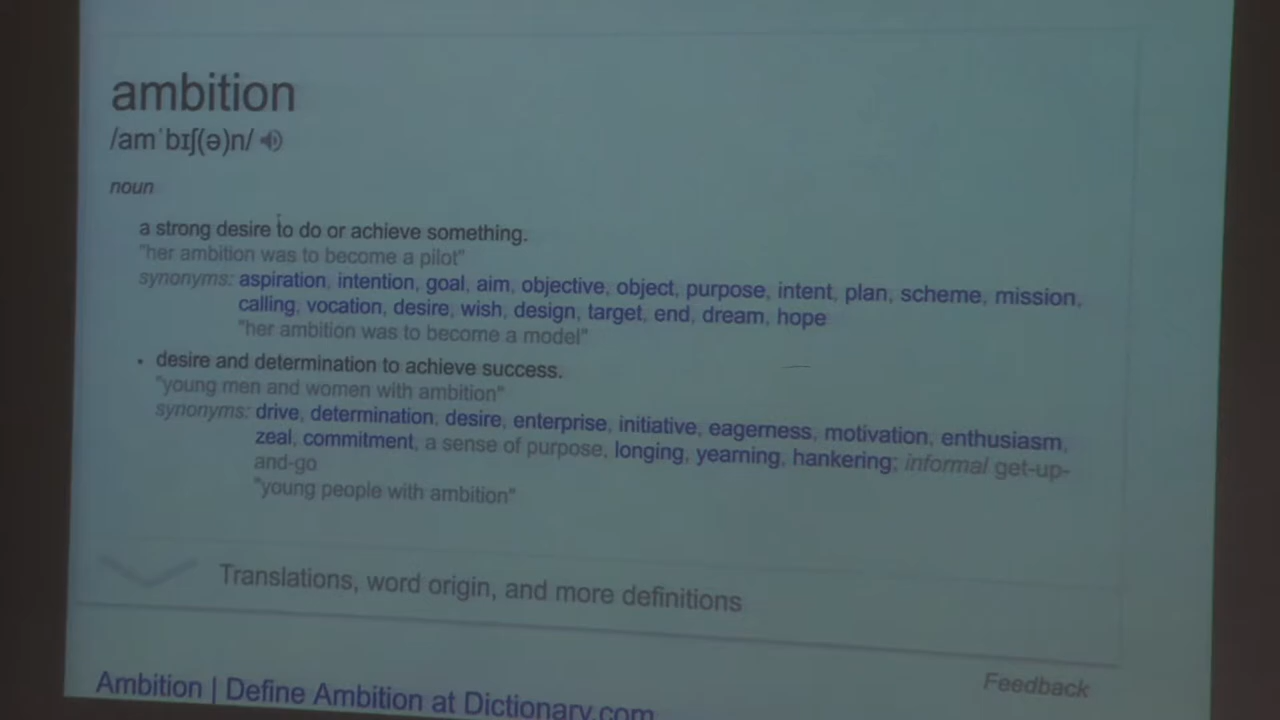 ambition
/amˈbɪʃ(ə)n/
noun
a strong desire to do or achieve something.
"her ambition was to become a pilot"
synonyms: aspiration, intention, goal, aim, objective, object, purpose, intent, plan, scheme, mission,
calling, vocation, desire, wish, design, target, end, dream, hope
"her ambition was to become a model"
• desire and determination to achieve success.
"young men and women with ambition"
synonyms: drive, determination, desire, enterprise, initiative, eagerness, motivation, enthusiasm,
zeal, commitment, a sense of purpose, longing, yearning, hankering; informal get-up-
and-go
"young people with ambition"
Translations, word origin, and more definitions
Feedback
Ambition | Define Ambition at Dictionary.com